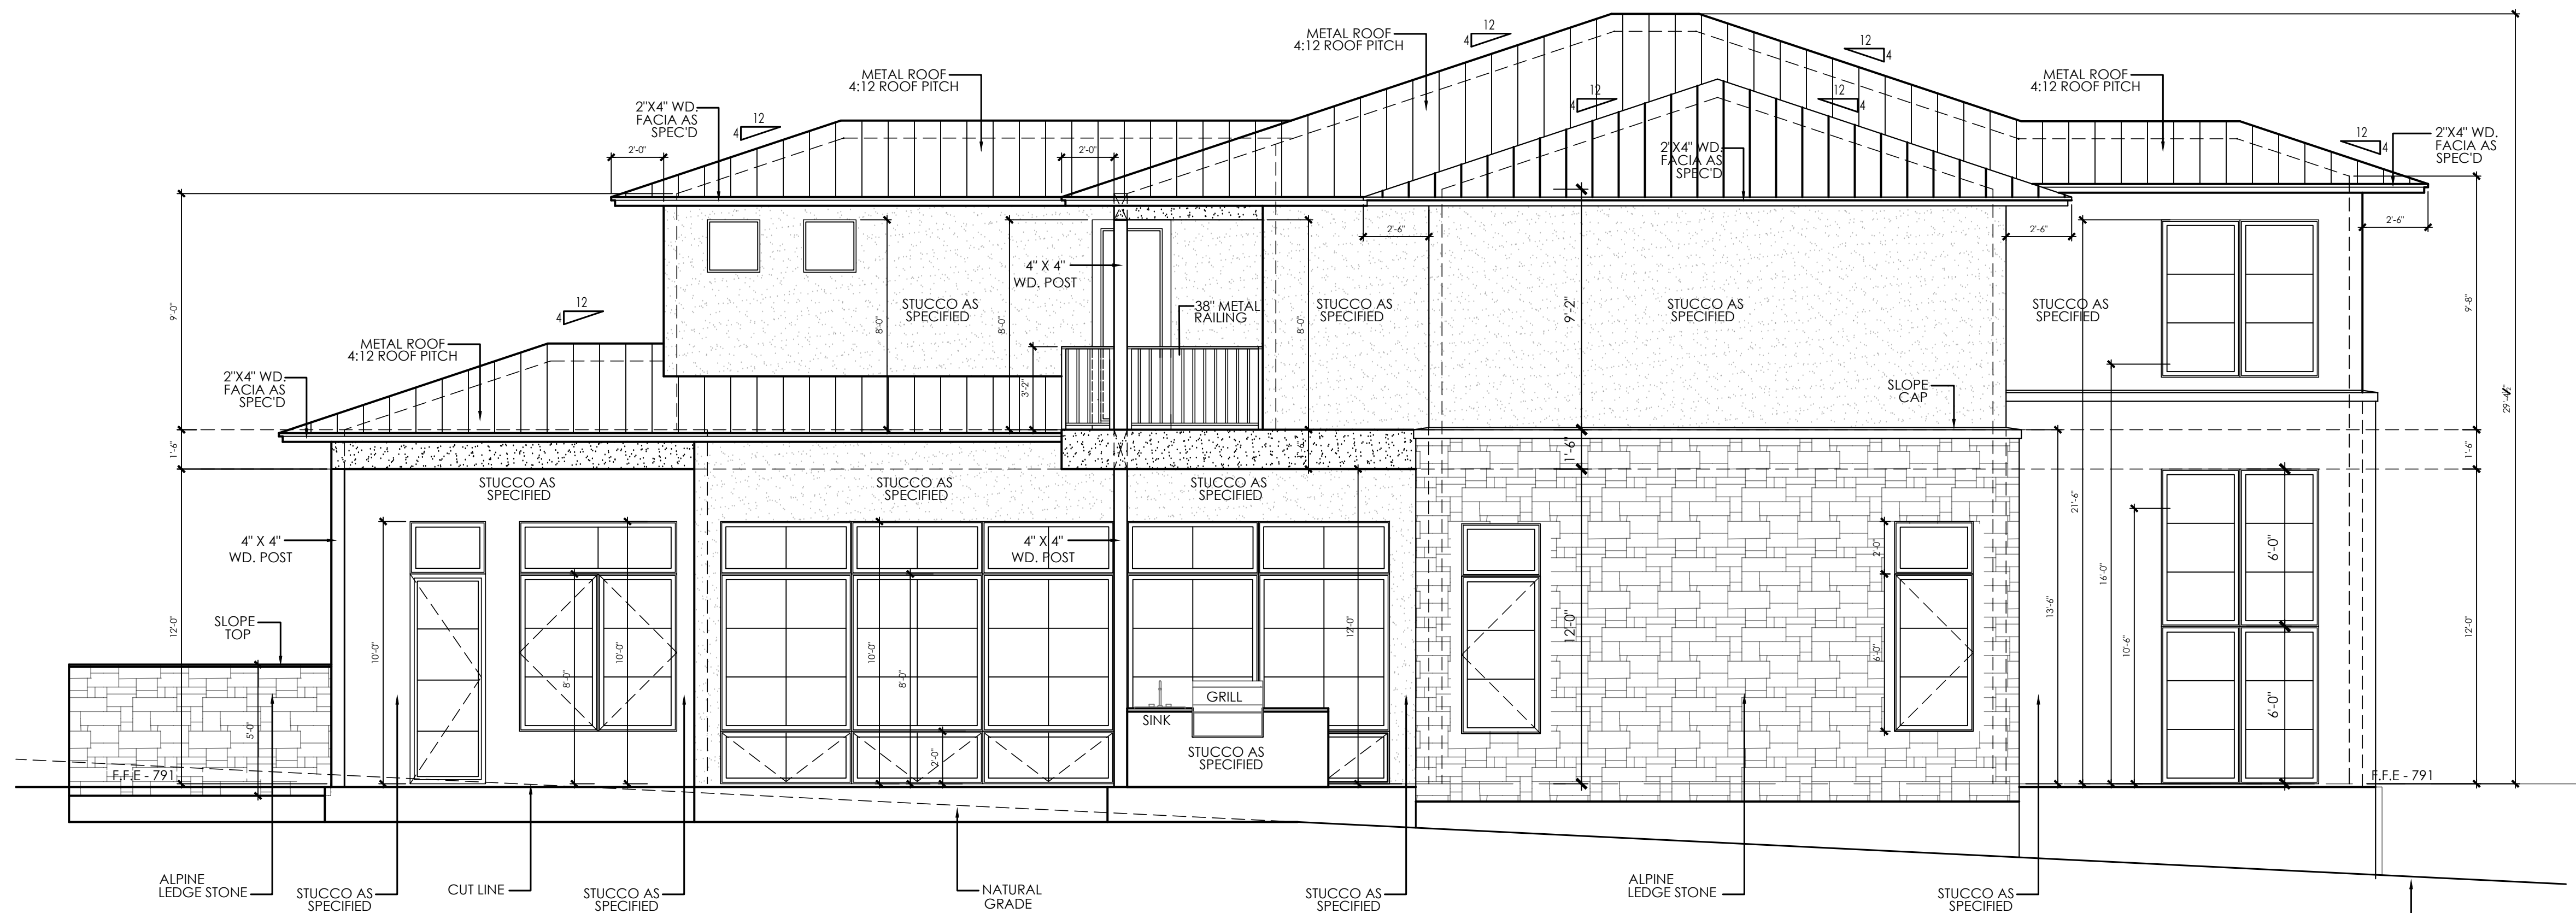 12
4
METAL ROOF
4:12 ROOF PITCH
12
4
METAL ROOF
4:12 ROOF PITCH
METAL ROOF
4:12 ROOF PITCH
2"X4" WD.
FACIA AS
SPEC'D
12
4
12
4
12
4
12
4
2"X4" WD.
FACIA AS
SPEC'D
2'-0"
2'-0"
2"X4" WD.
FACIA AS
SPEC'D
2'-6"
2'-6"
2'-6"
4" X 4"
WD. POST
12
4
9'-0"
STUCCO AS
SPECIFIED
8'-0"
8'-0"
38" METAL
RAILING
8'-0"
STUCCO AS
SPECIFIED
9'-2"
STUCCO AS
SPECIFIED
STUCCO AS
SPECIFIED
9'-8"
METAL ROOF
4:12 ROOF PITCH
2"X4" WD.
FACIA AS
SPEC'D
3'-2"
SLOPE
CAP
29'-4½"
1'-6"
1'-6"
1'-6"
1'-6"
STUCCO AS
SPECIFIED
STUCCO AS
SPECIFIED
STUCCO AS
SPECIFIED
4" X 4"
WD. POST
4" X 4"
WD. POST
21'-6"
2'-0"
6'-0"
16'-0"
13'-6"
12'-0"
SLOPE
TOP
10'-0"
8'-0"
10'-0"
10'-0"
8'-0"
12'-0"
12'-0"
6'-0"
10'-6"
12'-0"
GRILL
SINK
6'-0"
5'-0"
2'-0"
STUCCO AS
SPECIFIED
F.F.E - 791
F.F.E - 791
ALPINE
LEDGE STONE
STUCCO AS
SPECIFIED
CUT LINE
STUCCO AS
SPECIFIED
NATURAL
GRADE
STUCCO AS
SPECIFIED
ALPINE
LEDGE STONE
STUCCO AS
SPECIFIED